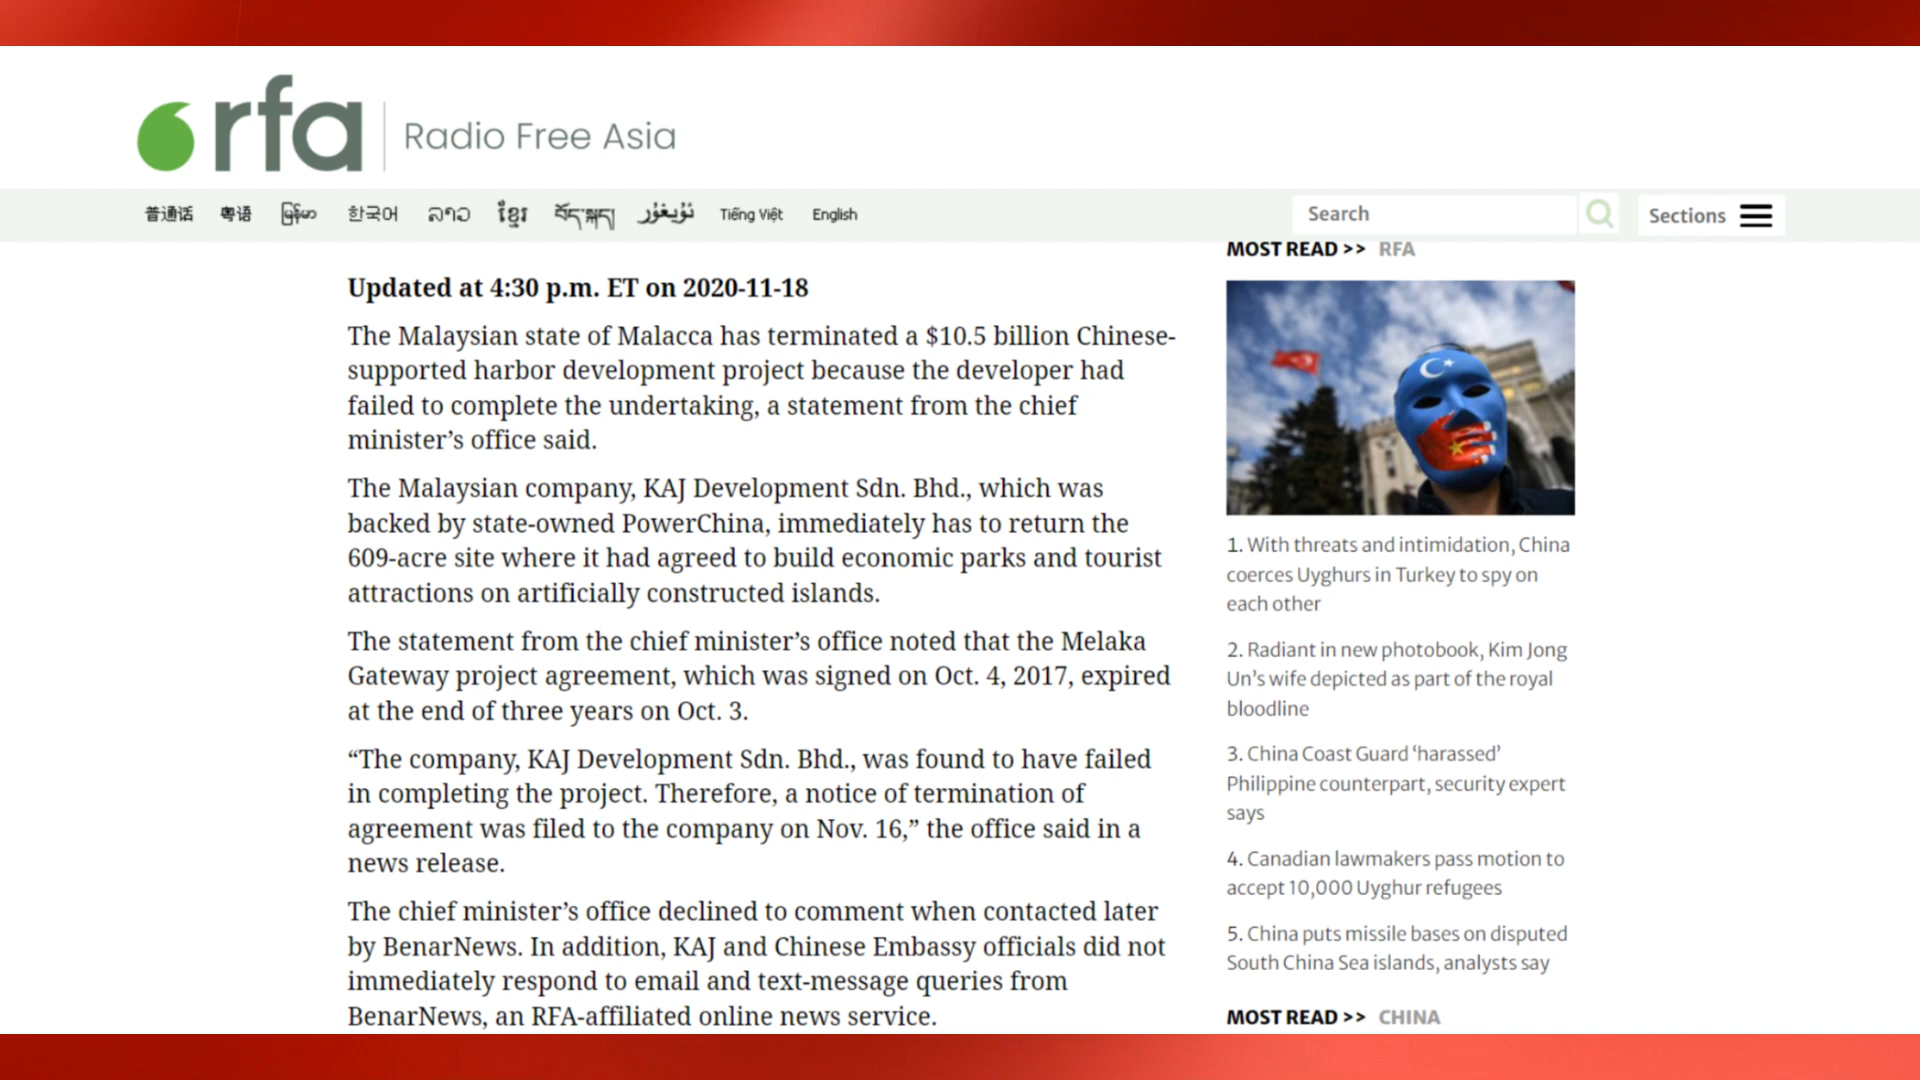 rfa
Radio Free Asia
普通话 粤语 မြန်မာ 한국어 ລາວ ខ្មែរ བོད་སྐད། ئۇيغۇر Tiếng Việt English
Search
Sections
MOST READ >> RFA
Updated at 4:30 p.m. ET on 2020-11-18
The Malaysian state of Malacca has terminated a $10.5 billion Chinese-
supported harbor development project because the developer had
failed to complete the undertaking, a statement from the chief
minister’s office said.
The Malaysian company, KAJ Development Sdn. Bhd., which was
backed by state-owned PowerChina, immediately has to return the
609-acre site where it had agreed to build economic parks and tourist
attractions on artificially constructed islands.
The statement from the chief minister’s office noted that the Melaka
Gateway project agreement, which was signed on Oct. 4, 2017, expired
at the end of three years on Oct. 3.
“The company, KAJ Development Sdn. Bhd., was found to have failed
in completing the project. Therefore, a notice of termination of
agreement was filed to the company on Nov. 16,” the office said in a
news release.
The chief minister’s office declined to comment when contacted later
by BenarNews. In addition, KAJ and Chinese Embassy officials did not
immediately respond to email and text-message queries from
BenarNews, an RFA-affiliated online news service.
1. With threats and intimidation, China
coerces Uyghurs in Turkey to spy on
each other
2. Radiant in new photobook, Kim Jong
Un’s wife depicted as part of the royal
bloodline
3. China Coast Guard ‘harassed’
Philippine counterpart, security expert
says
4. Canadian lawmakers pass motion to
accept 10,000 Uyghur refugees
5. China puts missile bases on disputed
South China Sea islands, analysts say
MOST READ >> CHINA